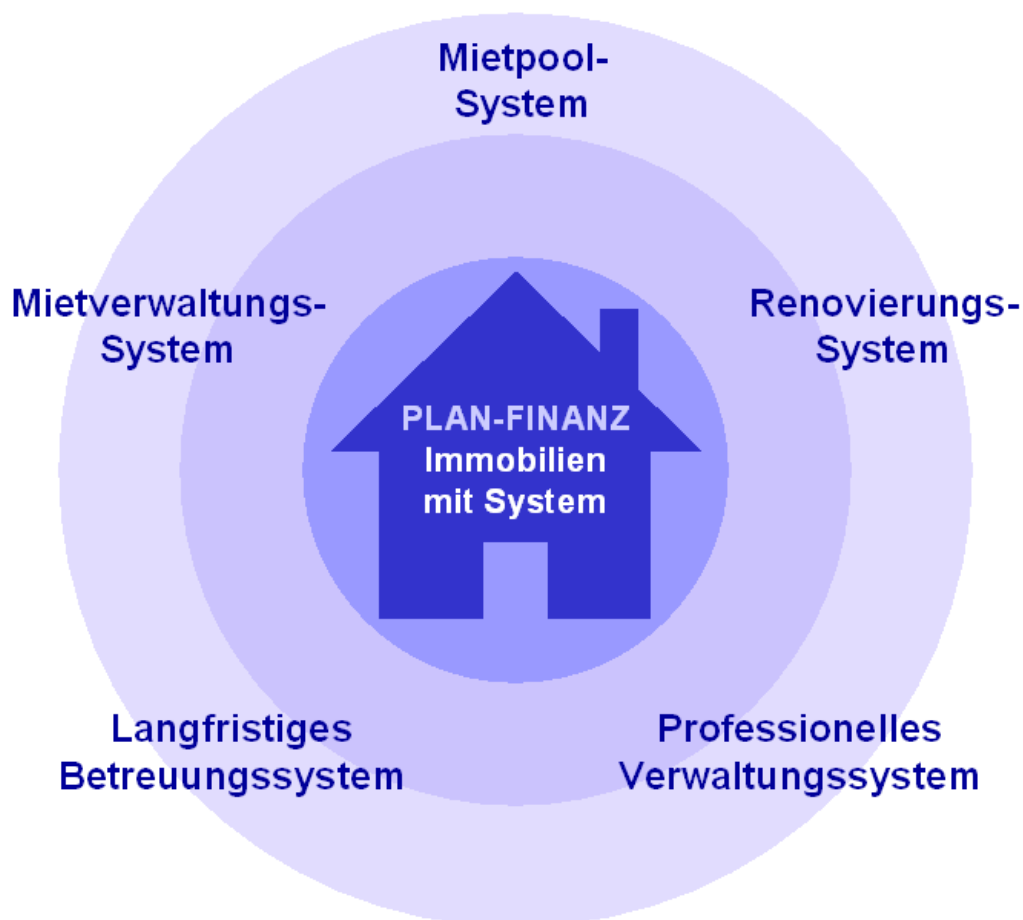 Mietpool-
System
Mietverwaltungs-
System
Renovierungs-
System
PLAN-FINANZ
Immobilien
mit System
Langfristiges
Betreuungssystem
Professionelles
Verwaltungssystem